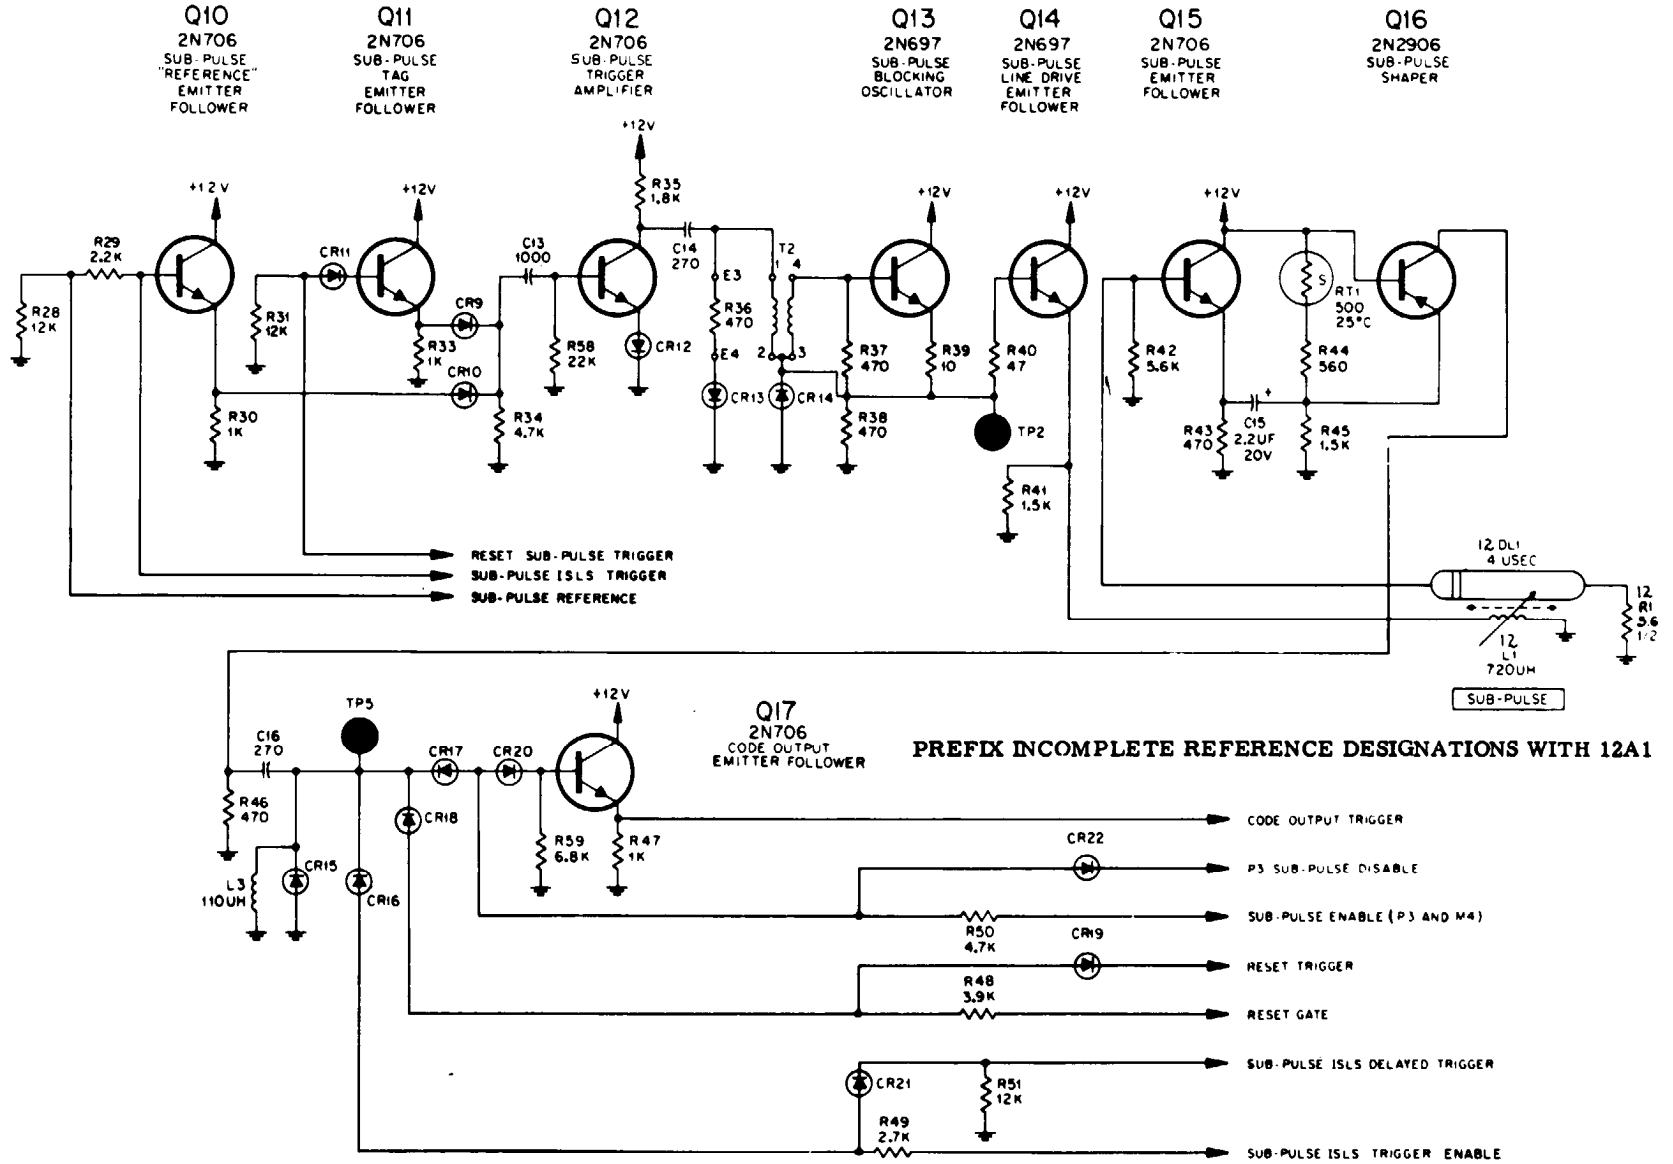 Q10
2N706
SUB-PULSE
"REFERENCE"
EMITTER
FOLLOWER
Q11
2N706
SUB-PULSE
TAG
EMITTER
FOLLOWER
Q12
2N706
SUB-PULSE
TRIGGER
AMPLIFIER
Q13
2N697
SUB-PULSE
BLOCKING
OSCILLATOR
Q14
2N697
SUB-PULSE
LINE DRIVE
EMITTER
FOLLOWER
Q15
2N706
SUB-PULSE
EMITTER
FOLLOWER
Q16
2N2906
SUB-PULSE
SHAPER
+12V
+12V
+12V
+12V
+12V
+12V
R29
2.2K
R28
12K
R30
1K
CR11
R31
12K
R33
1K
CR9
CR10
R34
4.7K
C13
1000
R58
22K
R35
1.8K
CR12
C14
270
E3
R36
470
E4
CR13
T2
1
4
2
3
CR14
R37
470
R38
470
R39
10
R40
47
TP2
R41
1.5K
R42
5.6K
R43
470
C15
2.2UF
20V
+
S
RT1
500
25°C
R44
560
R45
1.5K
RESET SUB-PULSE TRIGGER
SUB-PULSE ISLS TRIGGER
SUB-PULSE REFERENCE
12 DL1
4 USEC
12
R1
5.6
1/2
12
L1
720UH
SUB-PULSE
TP5
C16
270
R46
470
L3
110UH
CR15
CR16
CR17
CR18
CR20
R59
6.8K
+12V
R47
1K
Q17
2N706
CODE OUTPUT
EMITTER FOLLOWER
PREFIX INCOMPLETE REFERENCE DESIGNATIONS WITH 12A1
CODE OUTPUT TRIGGER
CR22
P3 SUB-PULSE DISABLE
SUB-PULSE ENABLE (P3 AND M4)
R50
4.7K
CR19
RESET TRIGGER
R48
3.9K
RESET GATE
SUB-PULSE ISLS DELAYED TRIGGER
CR21
R51
12K
R49
2.7K
SUB-PULSE ISLS TRIGGER ENABLE